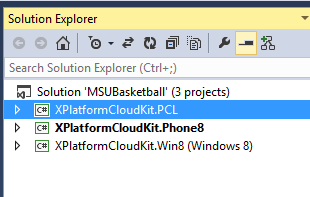 Solution Explorer
Search Solution Explorer (Ctrl+;)
Solution 'MSUBasketball' (3 projects)
C# XPlatformCloudKit.PCL
C# XPlatformCloudKit.Phone8
C# XPlatformCloudKit.Win8 (Windows 8)